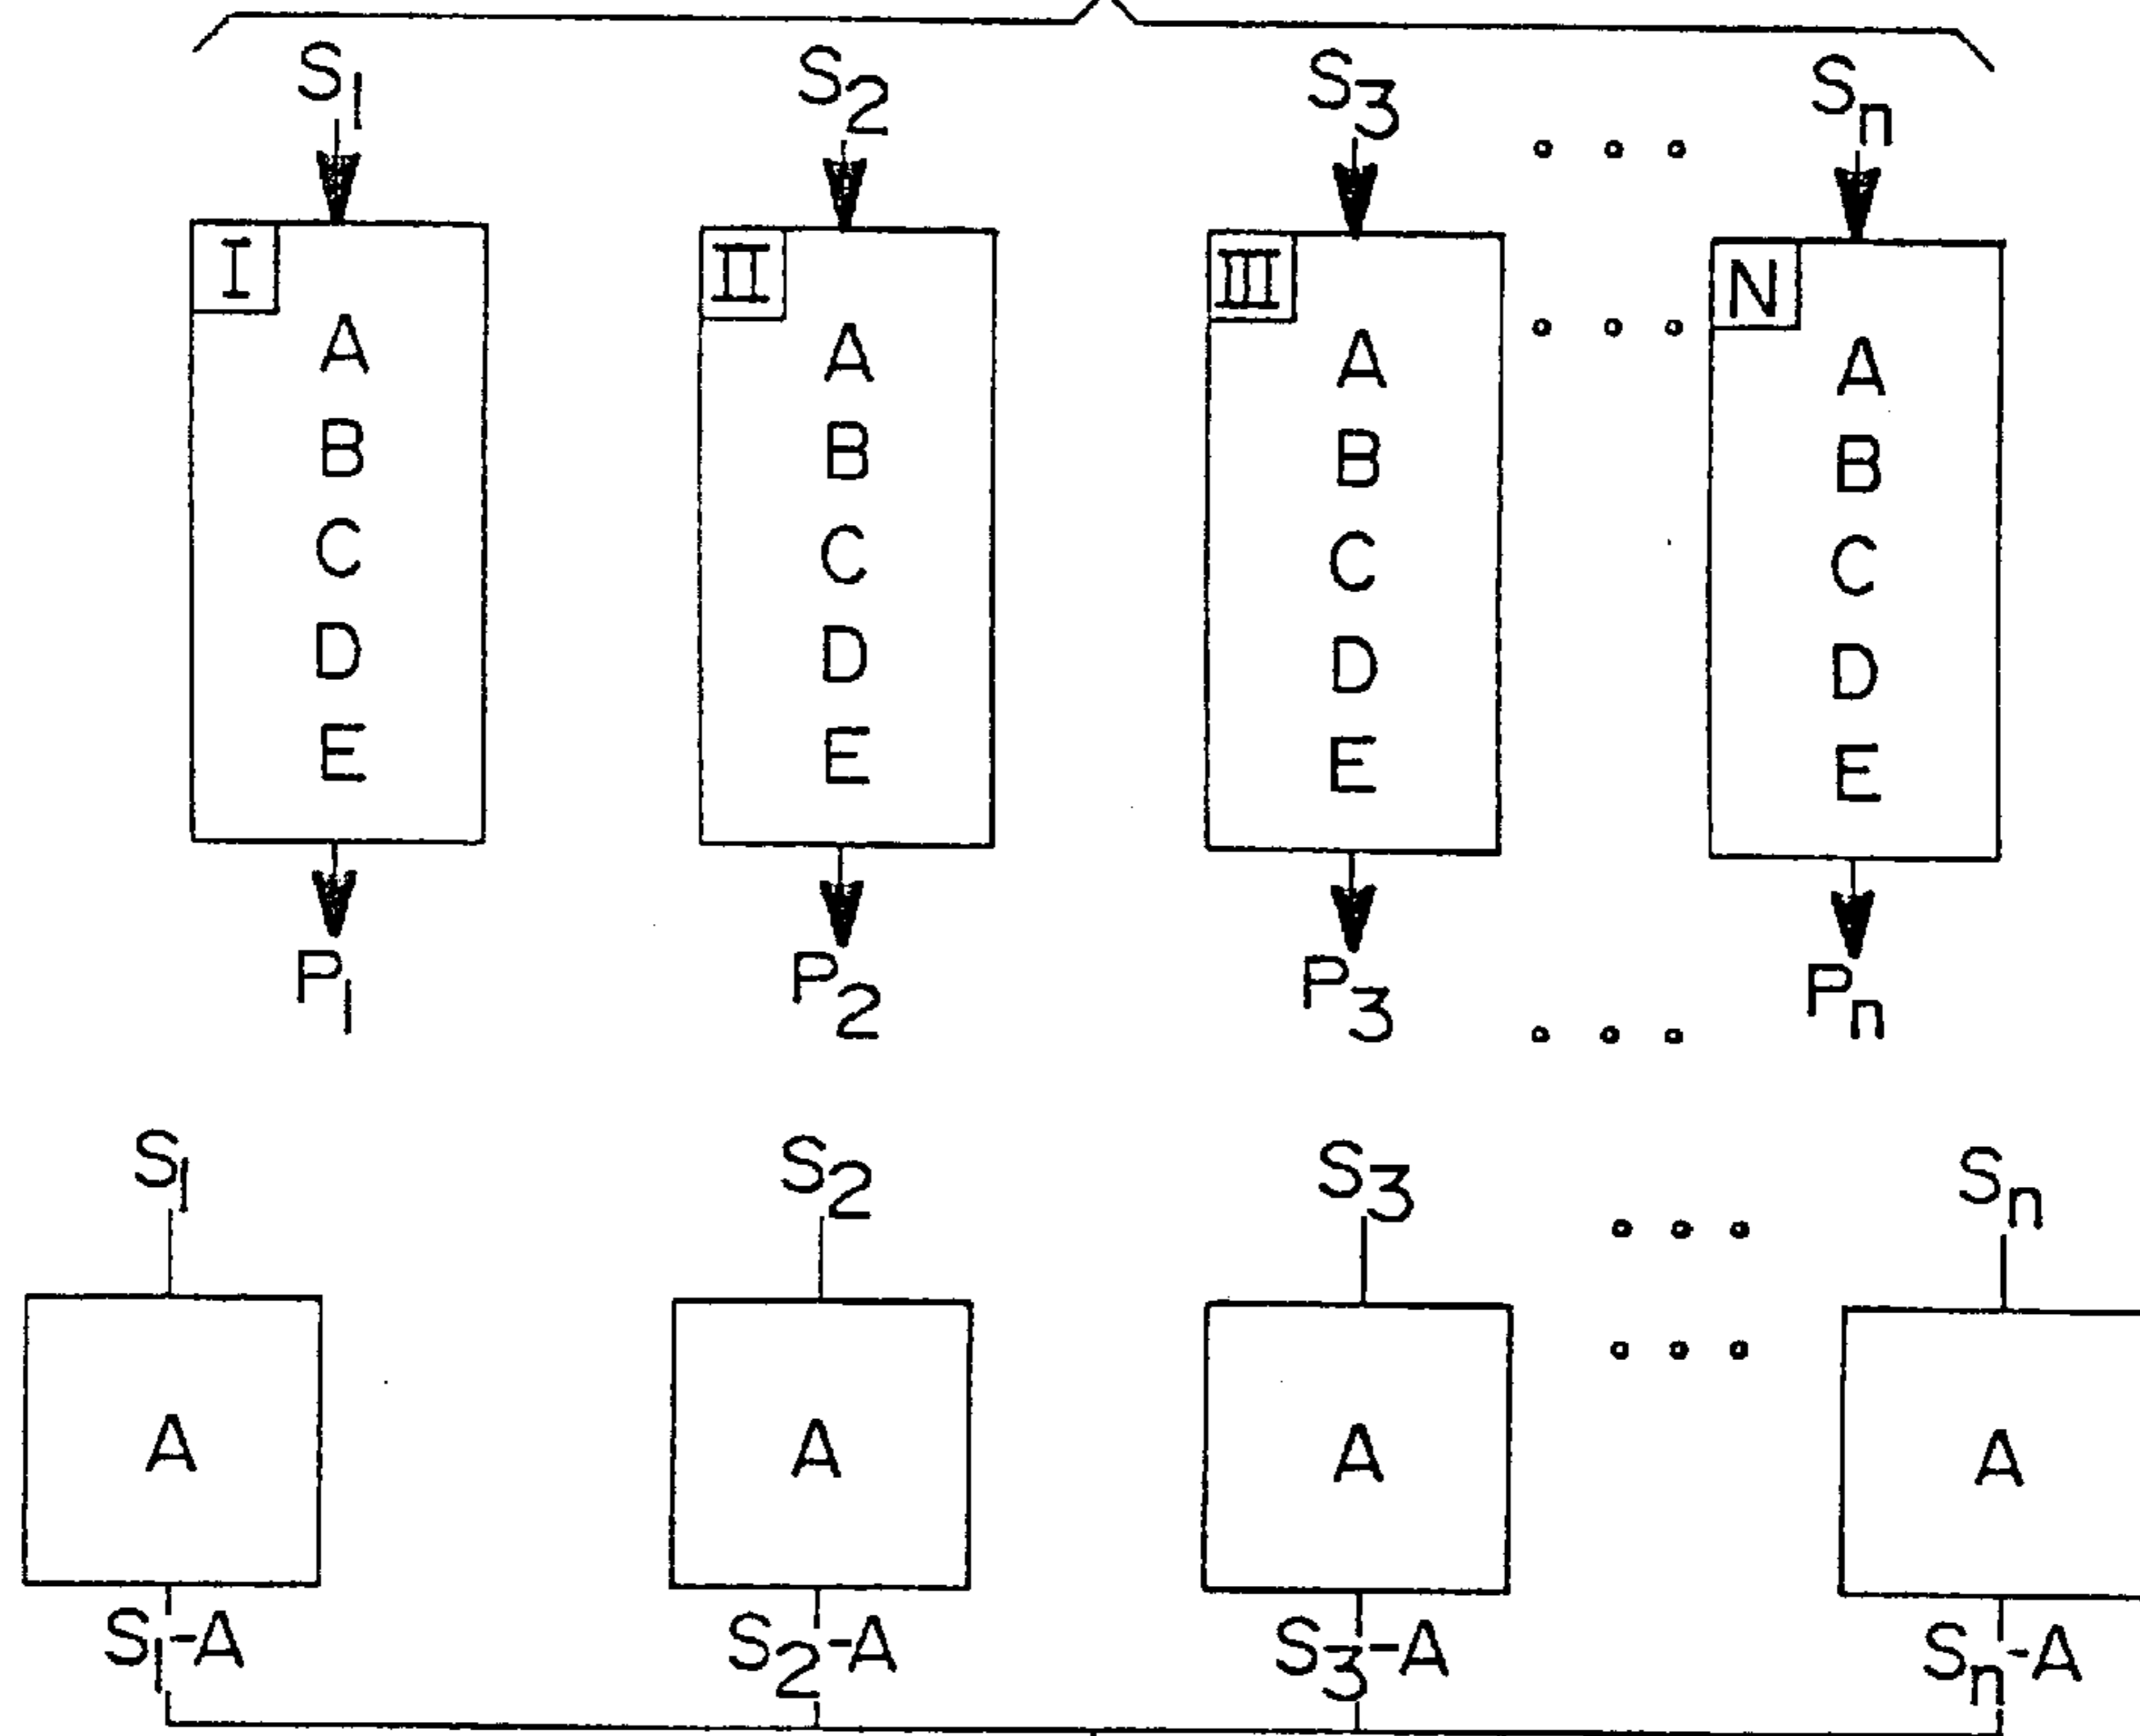 S1 S2 S3 Sn
I II III N
A A A A
B B B B
C C C C
D D D D
E E E E
P1 P2 P3 Pn
S1 S2 S3 Sn
A A A A
S1-A S2-A S3-A Sn-A